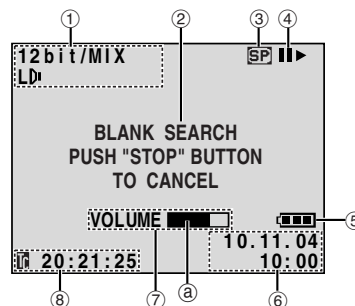 ① ② ③ ④
12bit/MIX SP
L
BLANK SEARCH
PUSH "STOP" BUTTON
TO CANCEL
VOLUME
ⓐ
⑤
10.11.04
20:21:25 10:00
⑧ ⑦ ⑥